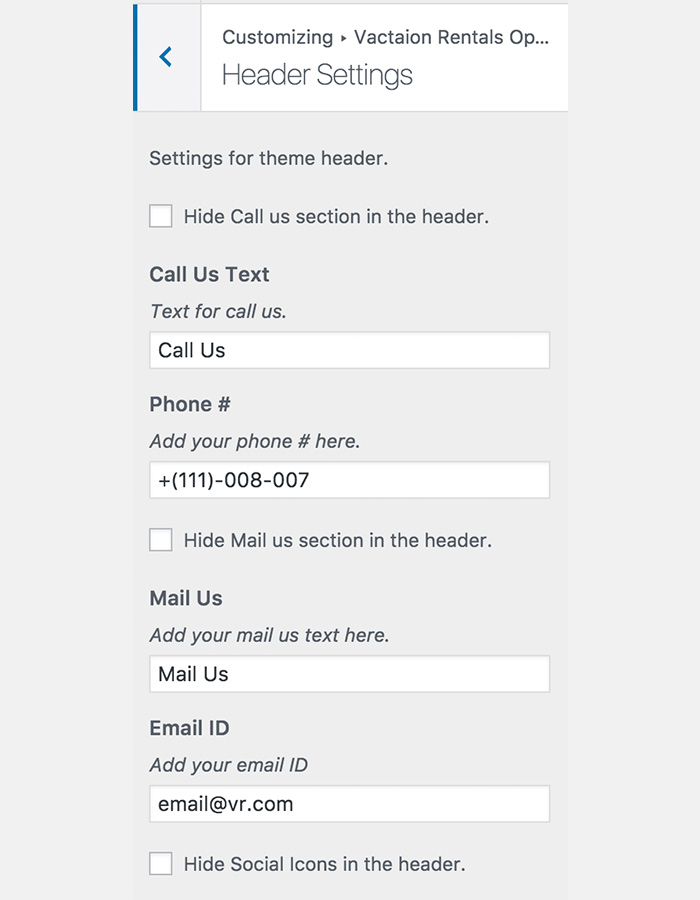 Customizing ▸ Vactaion Rentals Op...
Header Settings
Settings for theme header.
Hide Call us section in the header.
Call Us Text
Text for call us.
Call Us
Phone #
Add your phone # here.
+(111)-008-007
Hide Mail us section in the header.
Mail Us
Add your mail us text here.
Mail Us
Email ID
Add your email ID
email@vr.com
Hide Social Icons in the header.